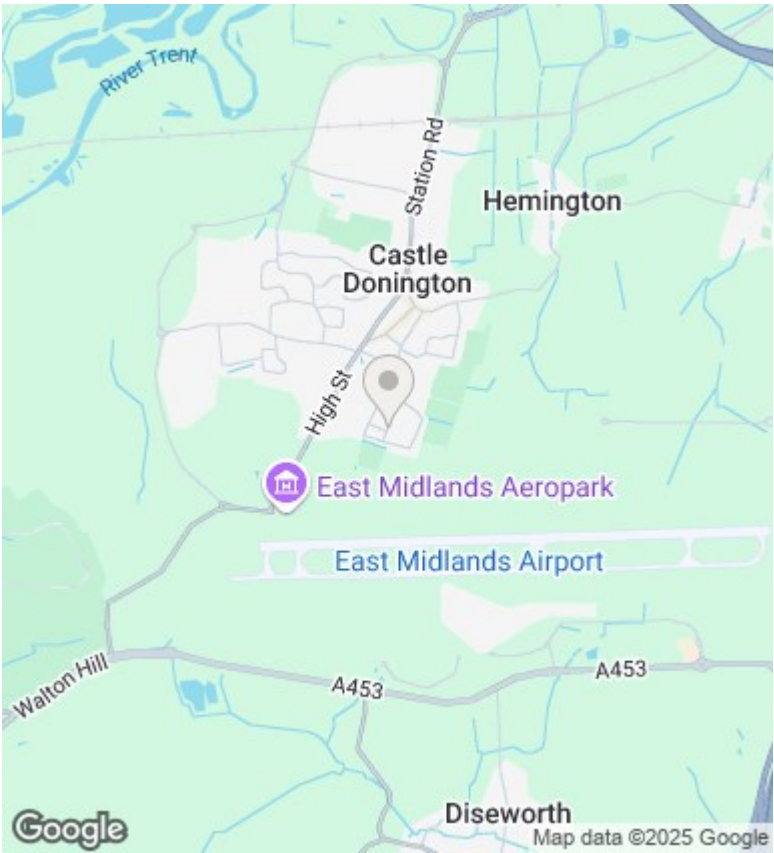 River Trent
Station Rd
Hemington
Castle
Donington
High St
East Midlands Aeropark
East Midlands Airport
Walton Hill
A453
A453
Diseworth
Google
Map data ©2025 Google